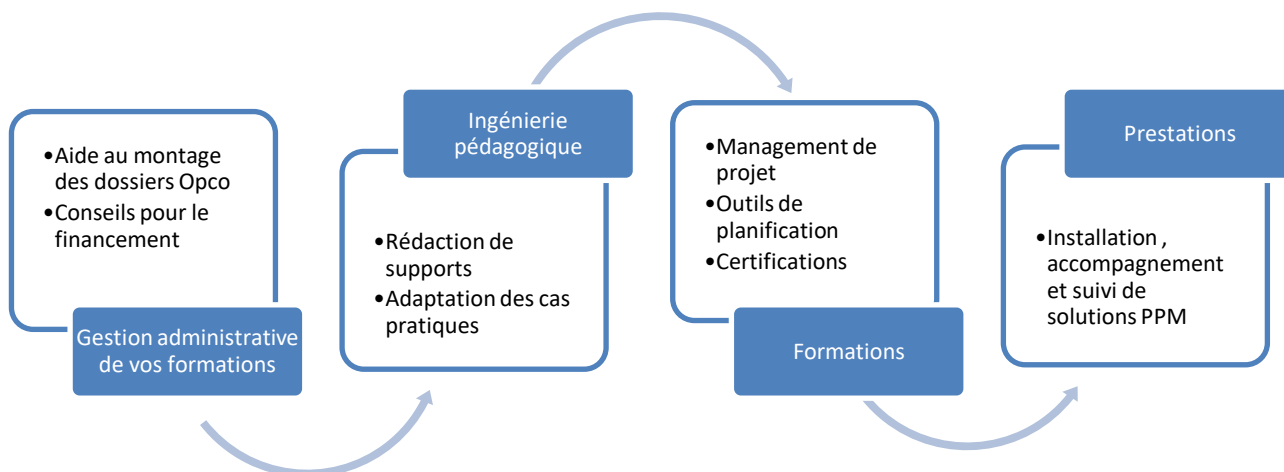 •Aide au montage
des dossiers Opco
•Conseils pour le
financement
Gestion administrative
de vos formations
Ingénierie
pédagogique
•Rédaction de
supports
•Adaptation des cas
pratiques
•Management de
projet
•Outils de
planification
•Certifications
Formations
Prestations
•Installation ,
accompagnement
et suivi de
solutions PPM